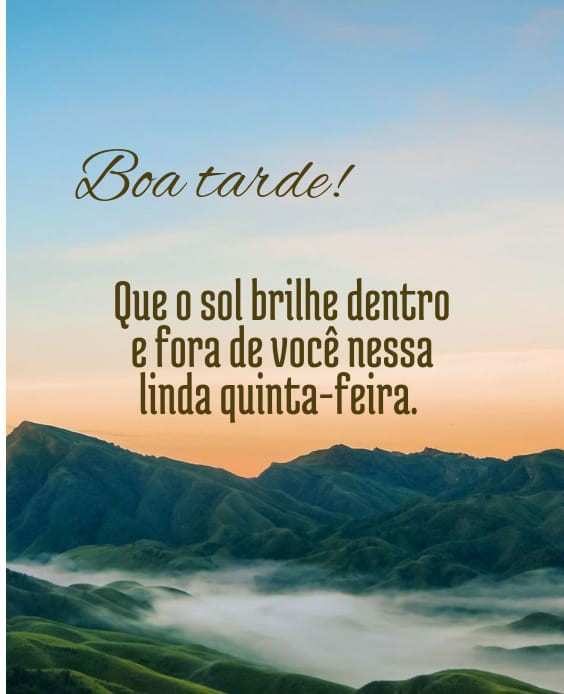 Boa tarde!
Que o sol brilhe dentro
e fora de você nessa
linda quinta-feira.